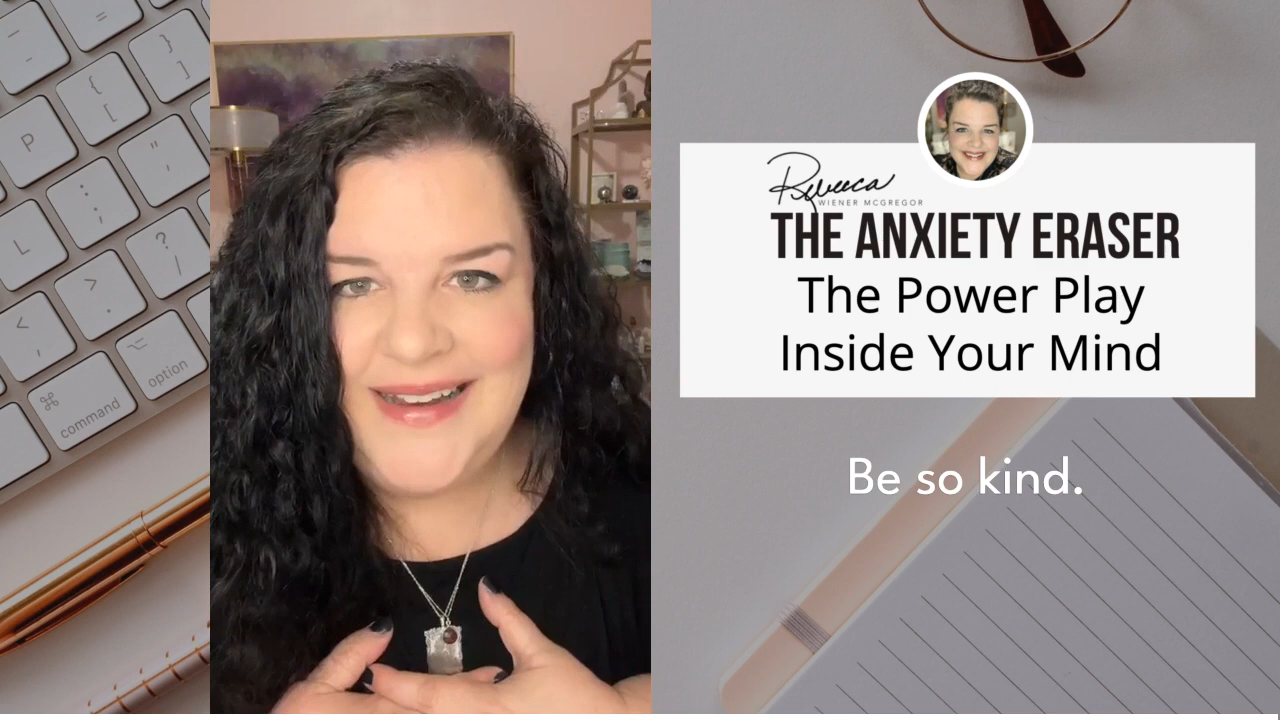 Rebecca
WIENER MCGREGOR
THE ANXIETY ERASER
The Power Play
Inside Your Mind
Be so kind.
-
=
P
{
[
}
]
"
'
:
;
L
?
/
>
.
<
,
option
command